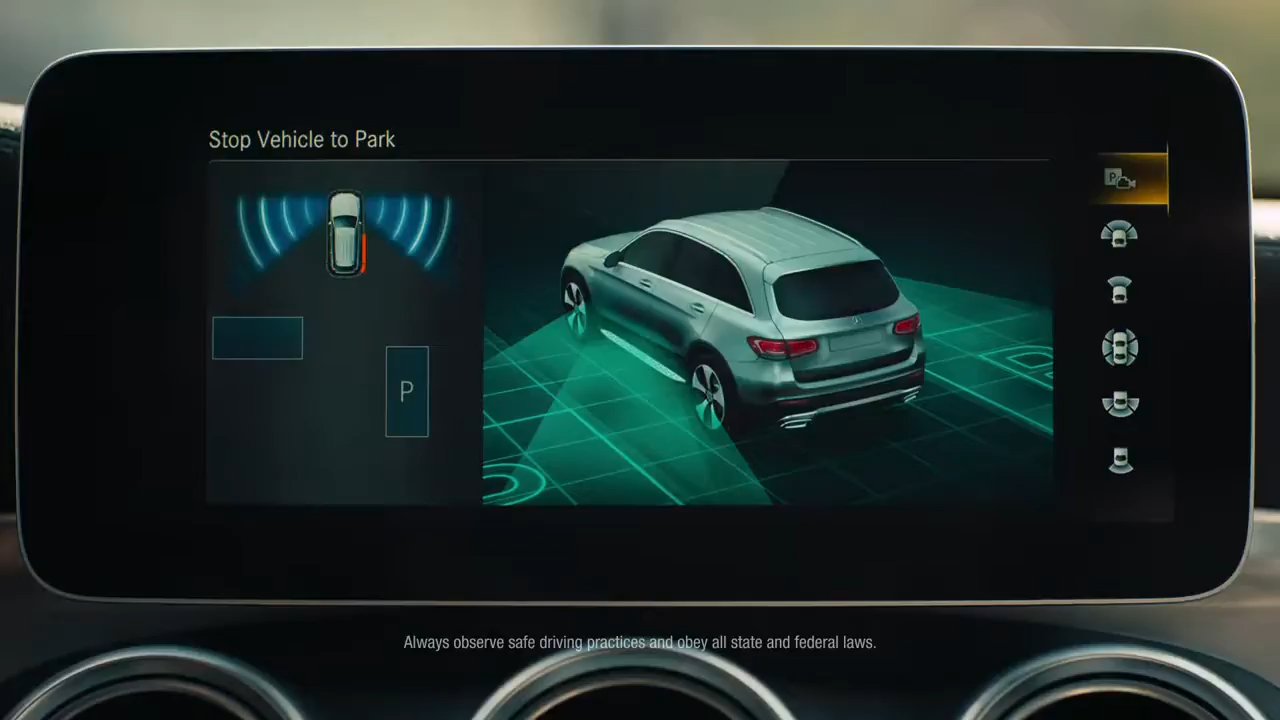 Stop Vehicle to Park
P
P
Always observe safe driving practices and obey all state and federal laws.